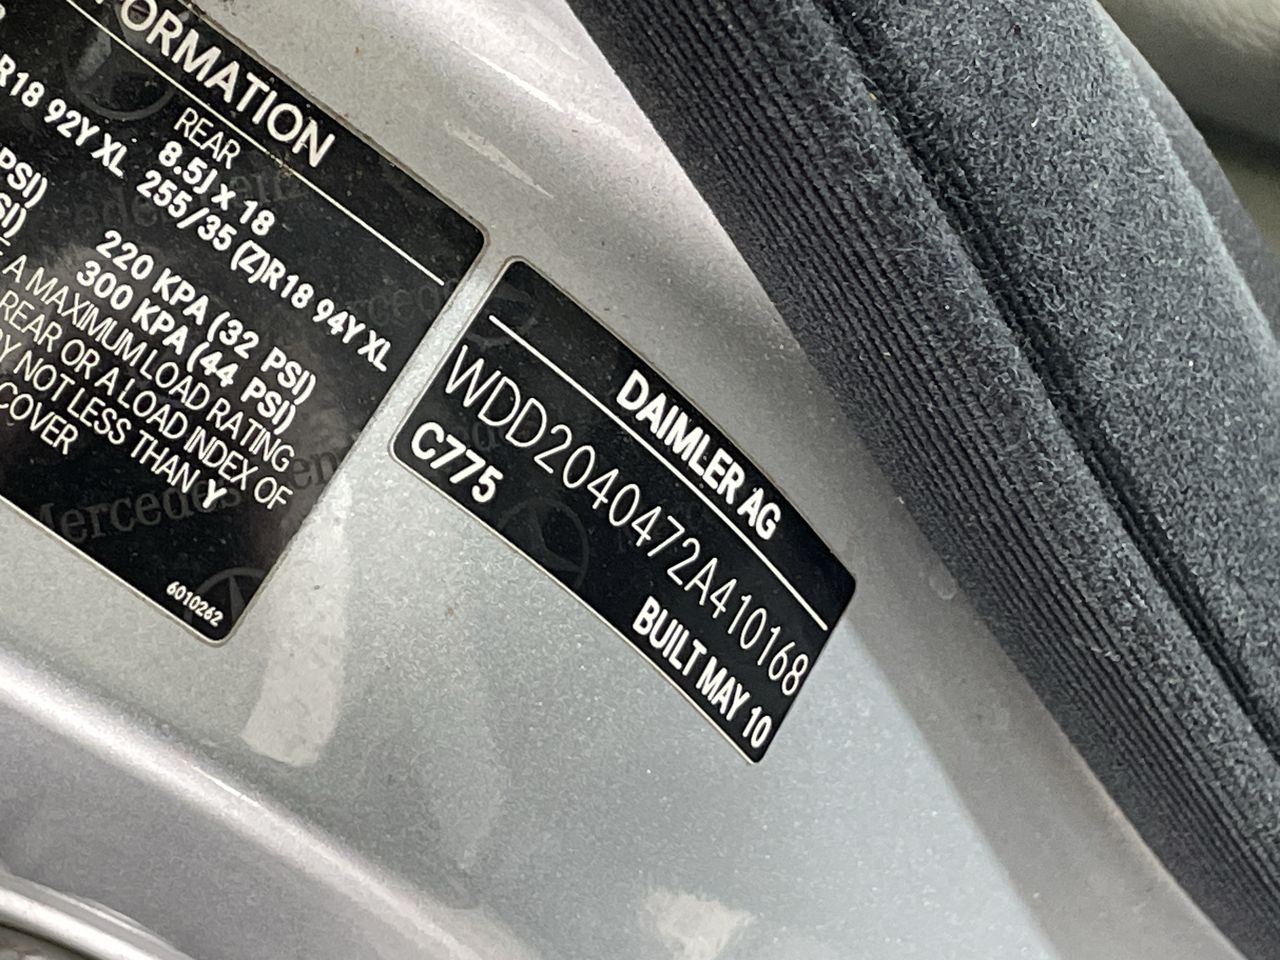 ORMATION
REAR
8.5J x 18
R18 92Y XL 255/35 (Z)R18 94Y XL
PSI)
SI)
220 KPA (32 PSI)
300 KPA (44 PSI)
A MAXIMUM LOAD RATING
REAR OR A LOAD INDEX OF
Y NOT LESS THAN Y
COVER
6010262
DAIMLER AG
WDD2040472A410168
C775
BUILT MAY 10